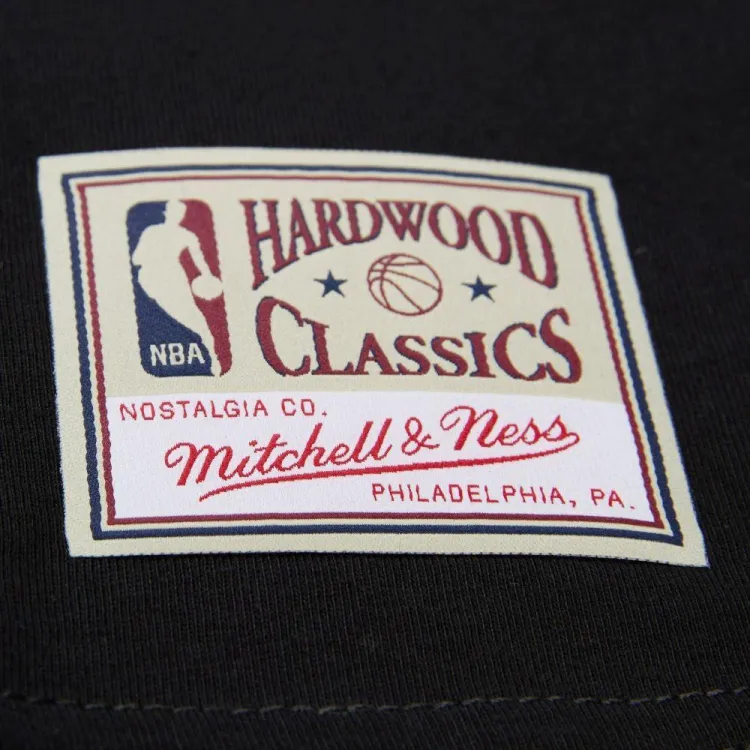 HARDWOOD
CLASSICS
NBA
NOSTALGIA CO.
Mitchell & Ness
PHILADELPHIA, PA.